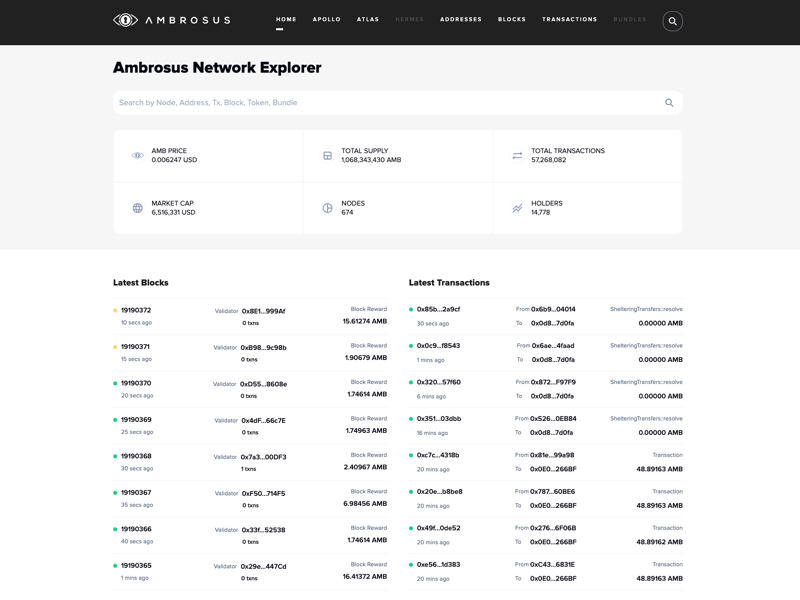 AMBROSUS
HOME APOLLO ATLAS HERMES ADDRESSES BLOCKS TRANSACTIONS BUNDLES
Ambrosus Network Explorer
Search by Node, Address, Tx, Block, Token, Bundle
AMB PRICE
0.006247 USD
TOTAL SUPPLY
1,068,343,430 AMB
TOTAL TRANSACTIONS
57,268,082
MARKET CAP
6,516,331 USD
NODES
674
HOLDERS
14,778
Latest Blocks
19190372 Validator 0x8E1...999Af Block Reward
10 secs ago 0 txns 15.61274 AMB
19190371 Validator 0xB98...9c98b Block Reward
15 secs ago 0 txns 1.90679 AMB
19190370 Validator 0xD55...8608e Block Reward
20 secs ago 0 txns 1.74614 AMB
19190369 Validator 0x4dF...66c7E Block Reward
25 secs ago 0 txns 1.74963 AMB
19190368 Validator 0x7a3...00DF3 Block Reward
30 secs ago 1 txns 2.40967 AMB
19190367 Validator 0xF50...714F5 Block Reward
35 secs ago 0 txns 6.98456 AMB
19190366 Validator 0x33f...52538 Block Reward
40 secs ago 0 txns 1.74614 AMB
19190365 Validator 0x29e...447Cd Block Reward
1 mins ago 0 txns 16.41372 AMB
Latest Transactions
0x85b...2a9cf From 0x6b9...04014 ShelteringTransfers::resolve
30 secs ago To 0x0d8...7d0fa 0.00000 AMB
0x0c9...f8543 From 0x6ae...4faad ShelteringTransfers::resolve
1 mins ago To 0x0d8...7d0fa 0.00000 AMB
0x320...57f60 From 0x872...F97F9 ShelteringTransfers::resolve
6 mins ago To 0x0d8...7d0fa 0.00000 AMB
0x351...03dbb From 0x526...0EB84 ShelteringTransfers::resolve
16 mins ago To 0x0d8...7d0fa 0.00000 AMB
0xc7c...4318b From 0x81e...99a98 Transaction
20 mins ago To 0x0E0...266BF 48.89163 AMB
0x20e...b8be8 From 0x787...60BE6 Transaction
20 mins ago To 0x0E0...266BF 48.89163 AMB
0x49f...0de52 From 0x276...6F06B Transaction
20 mins ago To 0x0E0...266BF 48.89162 AMB
0xe56...1d383 From 0xC43...6831E Transaction
20 mins ago To 0x0E0...266BF 48.89163 AMB